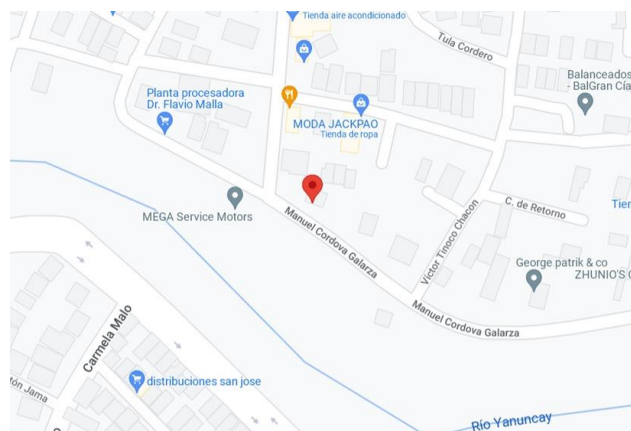 Tienda aire acondicionado
Tula Cordero
Balanceados
- BalGran Cía
Planta procesadora
Dr. Flavio Malla
MODA JACKPAO
Tienda de ropa
MEGA Service Motors
Manuel Cordova Galarza
Victor Tinoco Chacon
C. de Retorno
Tier
George patrik & co
ZHUNIO'S C
Manuel Cordova Galarza
Carmela Malo
distribuciones san jose
ón Jama
Río Yanuncay